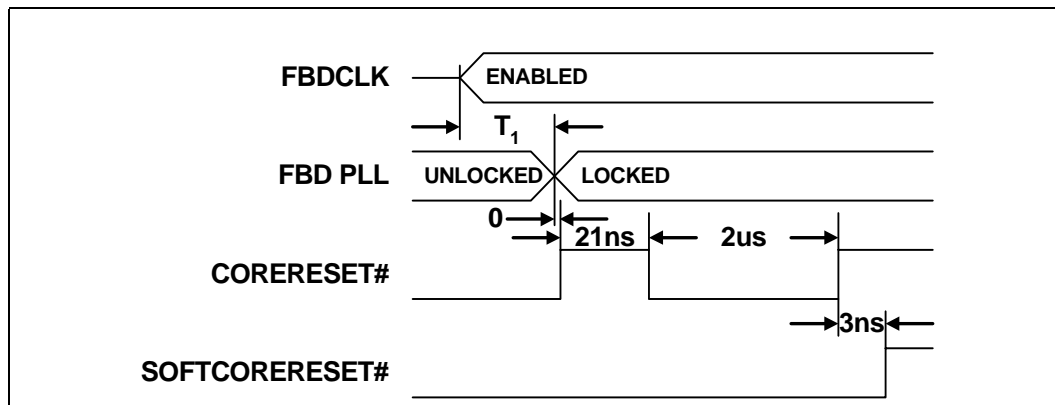 FBDCLK
ENABLED
T1
FBD PLL
UNLOCKED
LOCKED
0
21ns
2us
CORERESET#
3ns
SOFTCORERESET#